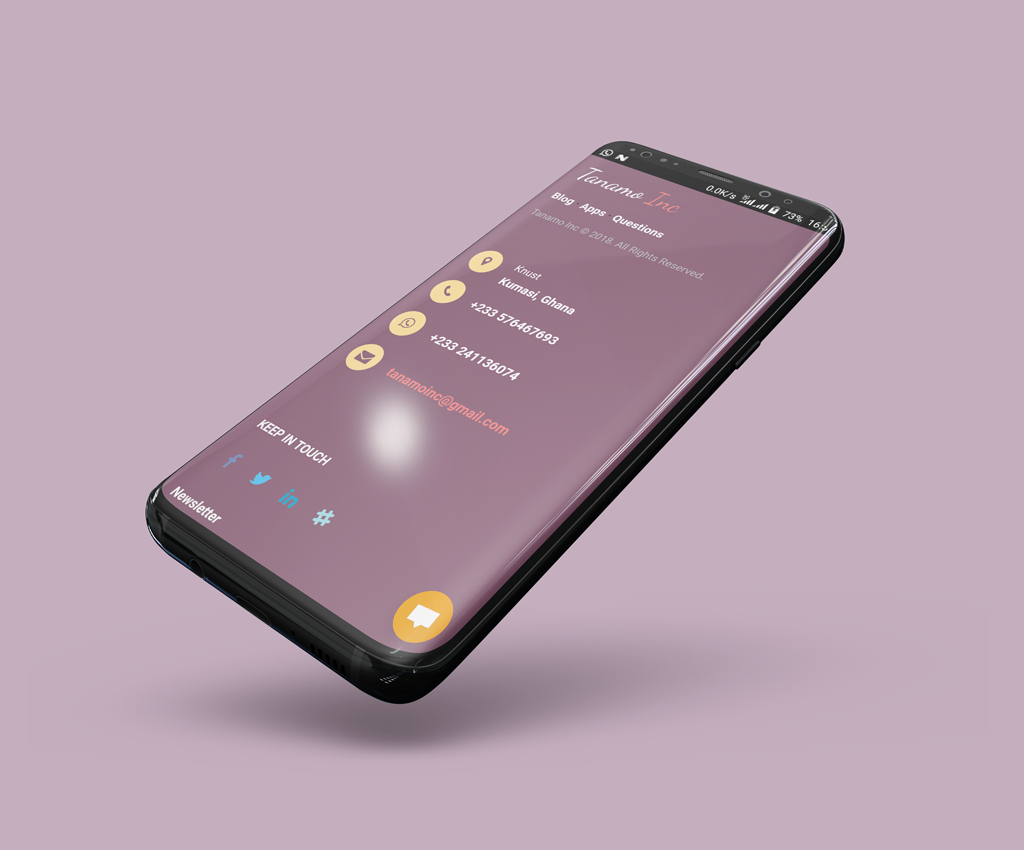 0.0K/s 73%
Tanamo Inc
Blog Apps Questions
Tanamo Inc © 2018. All Rights Reserved.
Knust
Kumasi, Ghana
+233 576467693
+233 241136074
tanamoinc@gmail.com
KEEP IN TOUCH
Newsletter